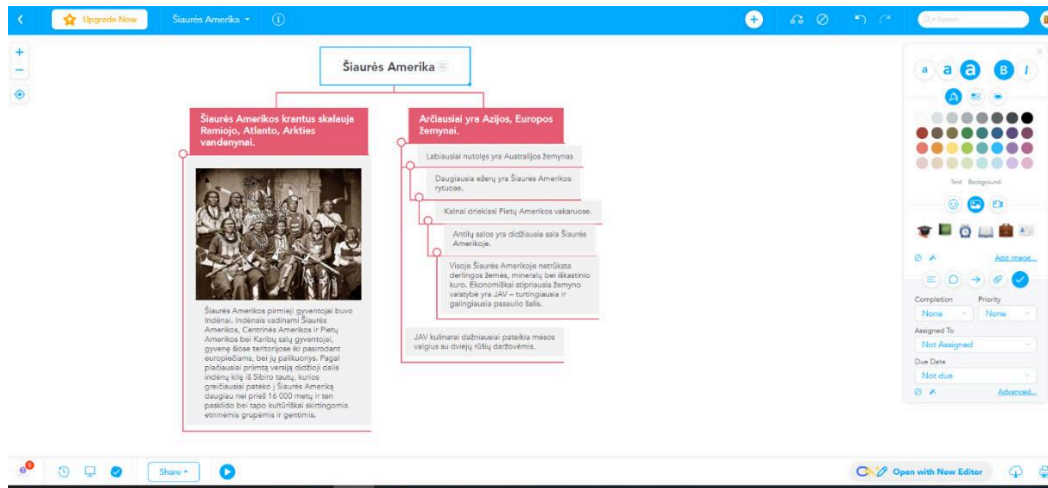 Upgrade Now
Šiaurės Amerika
Search
Šiaurės Amerika
Šiaurės Amerikos krantus skalauja
Ramiojo, Atlanto, Arkties
vandenynai.
Šiaurės Amerikos pirmieji gyventojai buvo
indėnai. Indėnais vadinami Šiaurės
Amerikos, Centrinės Amerikos ir Pietų
Amerikos bei Karibų salų gyventojai,
gyvenę šiose teritorijose iki pasirodant
europiečiams, bei jų palikuonys. Pagal
plačiausiai priimtą versiją didžioji dalis
indėnų kilę iš Sibiro tautų, kurios
greičiausiai pateko į Šiaurės Ameriką
daugiau nei prieš 16 000 metų ir ten
pasklido bei tapo kultūriškai skirtingomis
etninėmis grupėmis ir gentimis.
Arčiausiai yra Azijos, Europos
žemynai.
Labiausiai nutolęs yra Australijos žemynas
Daugiausia ežerų yra Šiaurės Amerikos
rytuose.
Kalnai driekiasi Pietų Amerikos vakaruose.
Antilų salos yra didžiausia sala Šiaurės
Amerikoje.
Visoje Šiaurės Amerikoje netrūksta
derlingos žemės, mineralų bei iškastinio
kuro. Ekonomiškai stipriausia žemyno
valstybė yra JAV – turtingiausia ir
galingiausia pasaulio šalis.
JAV kulinarai dažniausiai pateikia mėsos
valgius su dviejų rūšių daržovėmis.
a a a B I
Text Background
Add image...
Completion Priority
None None
Assigned To
Not Assigned
Due Date
Not due
Advanced...
5
Share
Open with New Editor